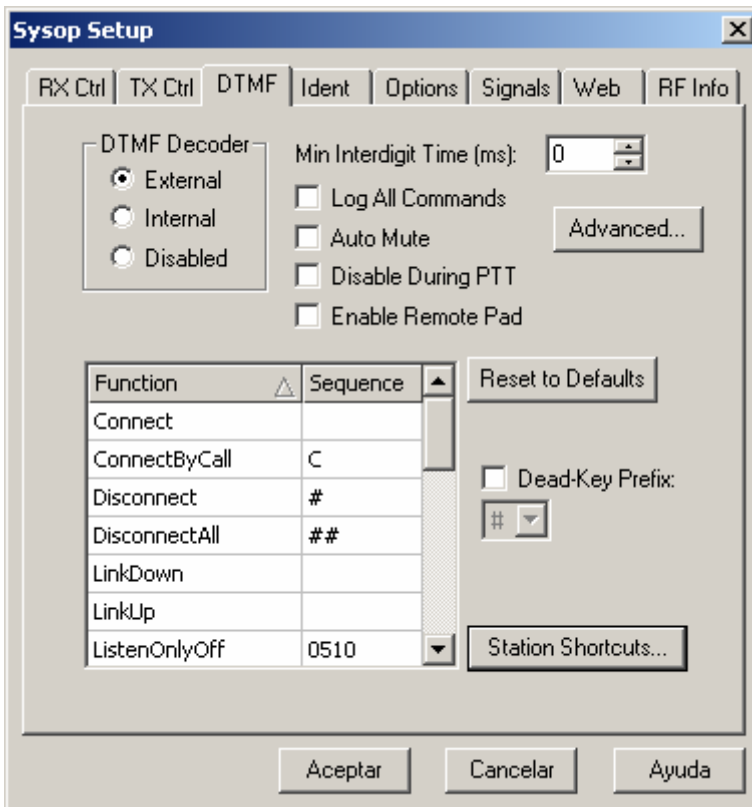 Sysop Setup
RX Ctrl TX Ctrl DTMF Ident Options Signals Web RF Info
DTMF Decoder
External
Internal
Disabled
Min Interdigit Time (ms): 0
Log All Commands
Auto Mute
Disable During PTT
Enable Remote Pad
Advanced...
Function Sequence
Connect
ConnectByCall C
Disconnect #
DisconnectAll ##
LinkDown
LinkUp
ListenOnlyOff 0510
Reset to Defaults
Dead-Key Prefix:
#
Station Shortcuts...
Aceptar Cancelar Ayuda